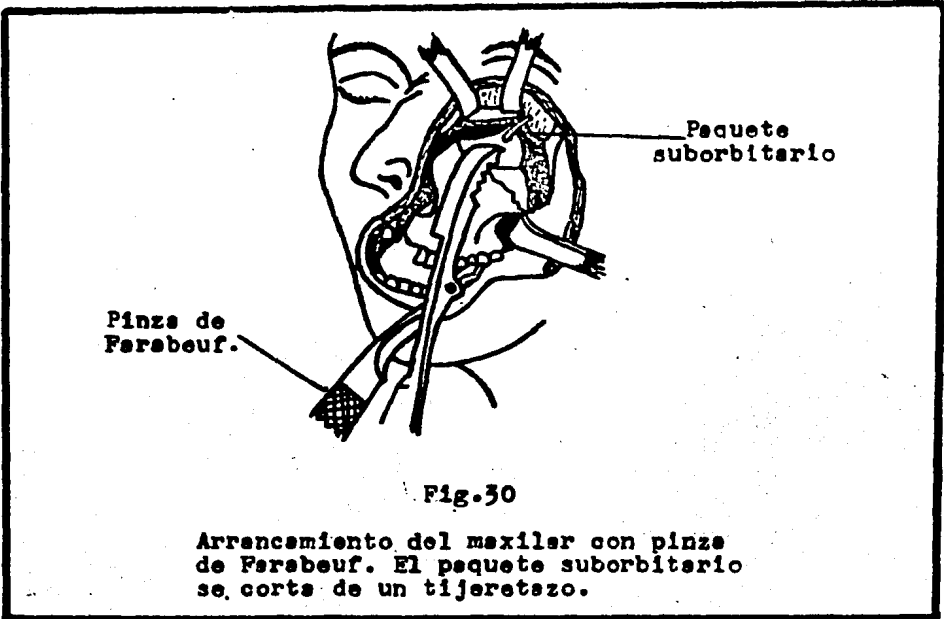 Paquete
suborbitario
Pinza de
Farabeuf.
Fig.30
Arrancamiento del maxilar con pinza
de Farabeuf. El paquete suborbitario
se corta de un tijeretazo.